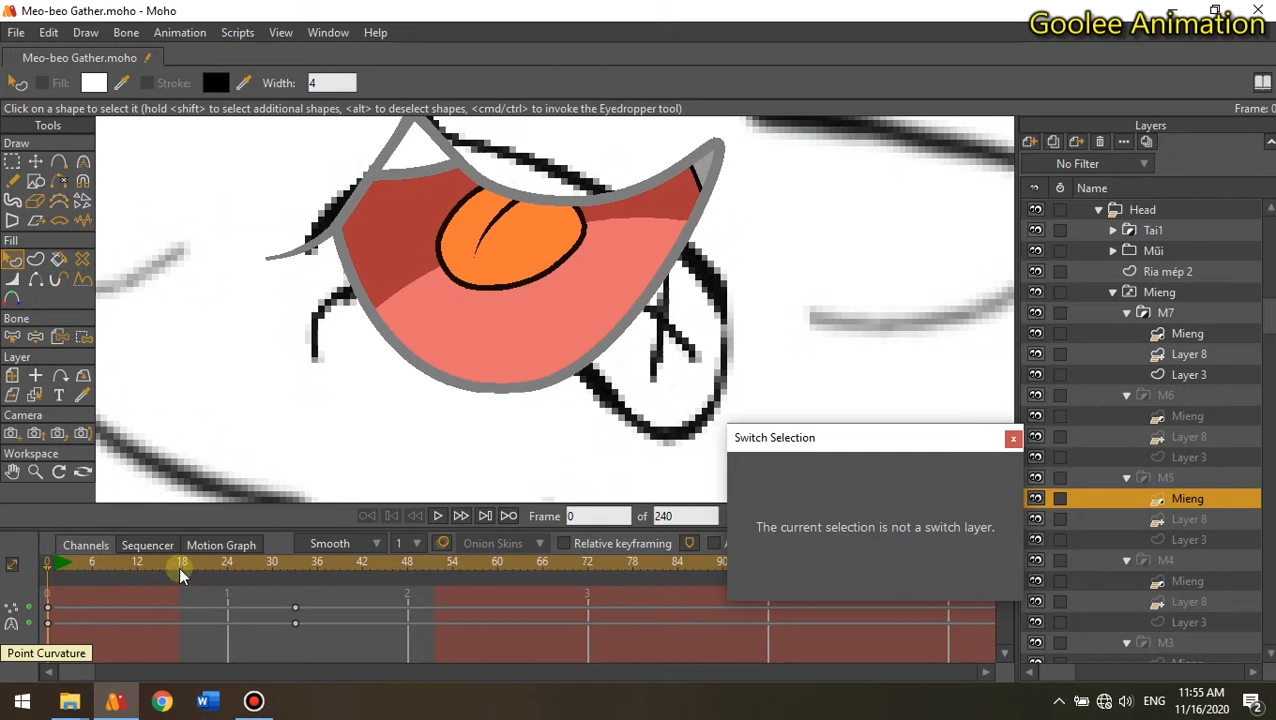 Meo-beo Gather.moho - Moho
Goolee Animation
File Edit Draw Bone Animation Scripts View Window Help
Meo-beo Gather.moho
Fill: Stroke: Width: 4
Click on a shape to select it (hold <shift> to select additional shapes, <alt> to deselect shapes, <cmd/ctrl> to invoke the Eyedropper tool)
Frame: 0
Tools
Layers
Draw
No Filter
Name
Head
Tai1
Fill
Mũi
Ria mép 2
Mieng
Bone
M7
Mieng
Layer
Layer 8
Layer 3
M6
Camera
Mieng
Layer 8
Switch Selection
Workspace
Layer 3
M5
Mieng
Frame 0 of 240
The current selection is not a switch layer.
Layer 8
Channels Sequencer Motion Graph Smooth 1 Onion Skins Relative keyframing
Layer 3
0 6 12 18 24 30 36 42 48 54 60 66 72 78 84 90
M4
Mieng
0 1 2 3
Layer 8
Layer 3
M3
Point Curvature
ENG
11:55 AM
11/16/2020
2